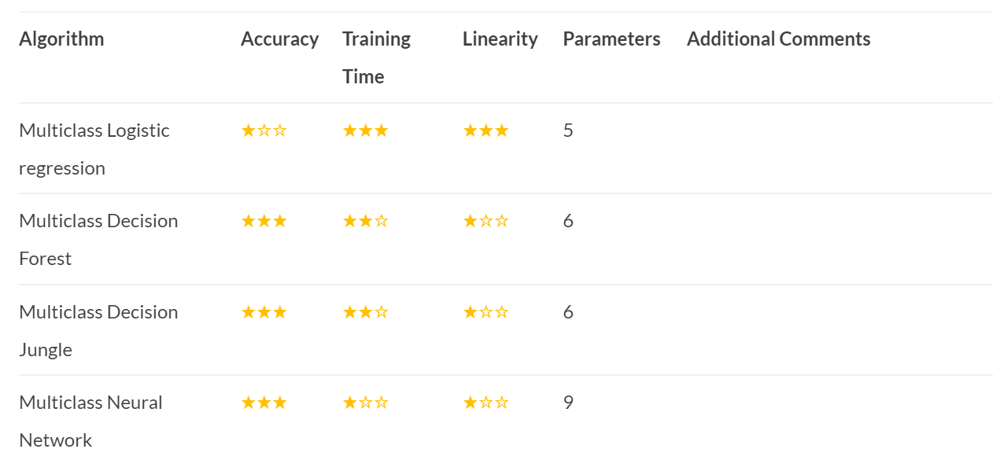 Algorithm Accuracy Training Time Linearity Parameters Additional Comments
Multiclass Logistic regression ★☆☆ ★★★ ★★★ 5
Multiclass Decision Forest ★★★ ★★☆ ★☆☆ 6
Multiclass Decision Jungle ★★★ ★★☆ ★☆☆ 6
Multiclass Neural Network ★★★ ★☆☆ ★☆☆ 9